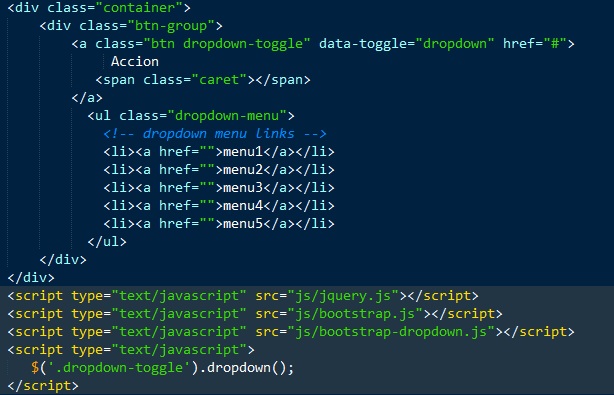 <div class="container">
<div class="btn-group">
<a class="btn dropdown-toggle" data-toggle="dropdown" href="#">
Accion
<span class="caret"></span>
</a>
<ul class="dropdown-menu">
<!-- dropdown menu links -->
<li><a href="">menu1</a></li>
<li><a href="">menu2</a></li>
<li><a href="">menu3</a></li>
<li><a href="">menu4</a></li>
<li><a href="">menu5</a></li>
</ul>
</div>
</div>
<script type="text/javascript" src="js/jquery.js"></script>
<script type="text/javascript" src="js/bootstrap.js"></script>
<script type="text/javascript" src="js/bootstrap-dropdown.js"></script>
<script type="text/javascript">
$('.dropdown-toggle').dropdown();
</script>